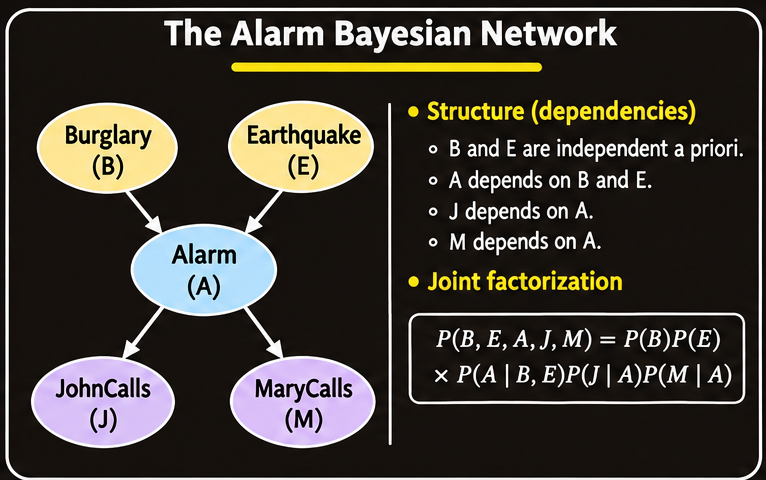 The Alarm Bayesian Network
Burglary
(B)
Earthquake
(E)
Alarm
(A)
JohnCalls
(J)
MaryCalls
(M)
• Structure (dependencies)
∘ B and E are independent a priori.
∘ A depends on B and E.
∘ J depends on A.
∘ M depends on A.
• Joint factorization
P(B, E, A, J, M) = P(B)P(E)
× P(A | B, E)P(J | A)P(M | A)